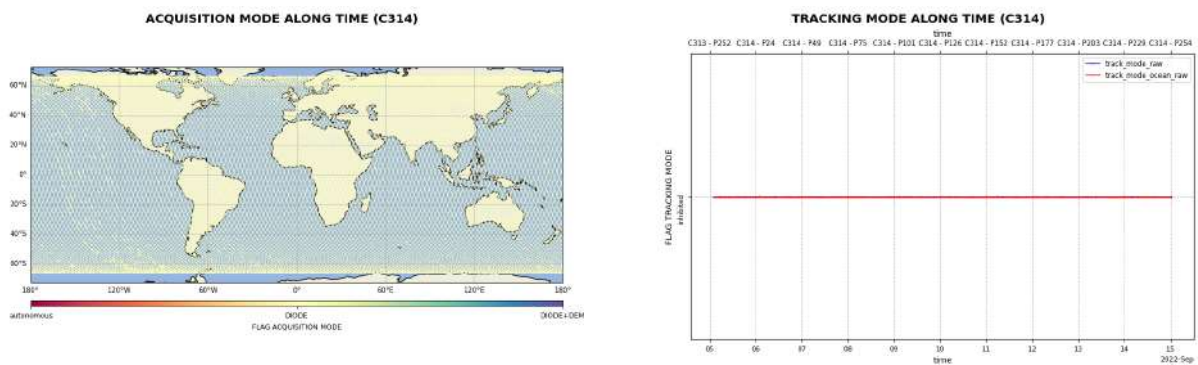 ACQUISITION MODE ALONG TIME (C314)
60°N
40°N
20°N
0°
20°S
40°S
60°S
180° 120°W 60°W 0° 60°E 120°E 180°
autonomous DIODE DIODE+DEM
FLAG ACQUISITION MODE
TRACKING MODE ALONG TIME (C314)
time
C313 - P252 C314 - P24 C314 - P49 C314 - P75 C314 - P101 C314 - P126 C314 - P152 C314 - P177 C314 - P203 C314 - P229 C314 - P254
track_mode_raw
track_mode_ocean_raw
FLAG TRACKING MODE
inhibited
05 06 07 08 09 10 11 12 13 14 15
time
2022-Sep